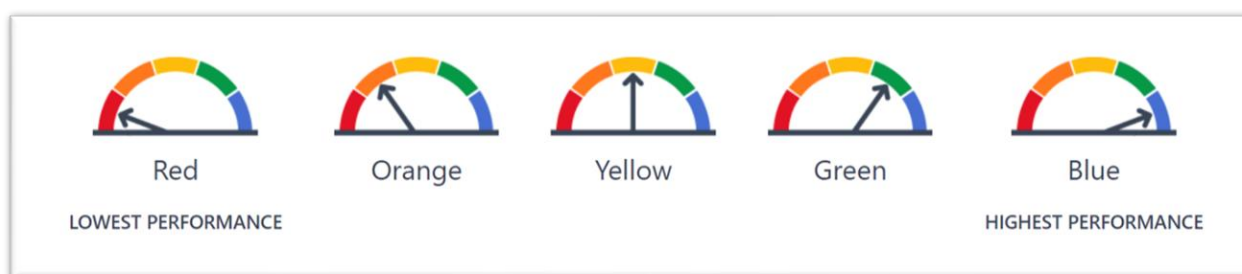 Red
Orange
Yellow
Green
Blue
LOWEST PERFORMANCE
HIGHEST PERFORMANCE